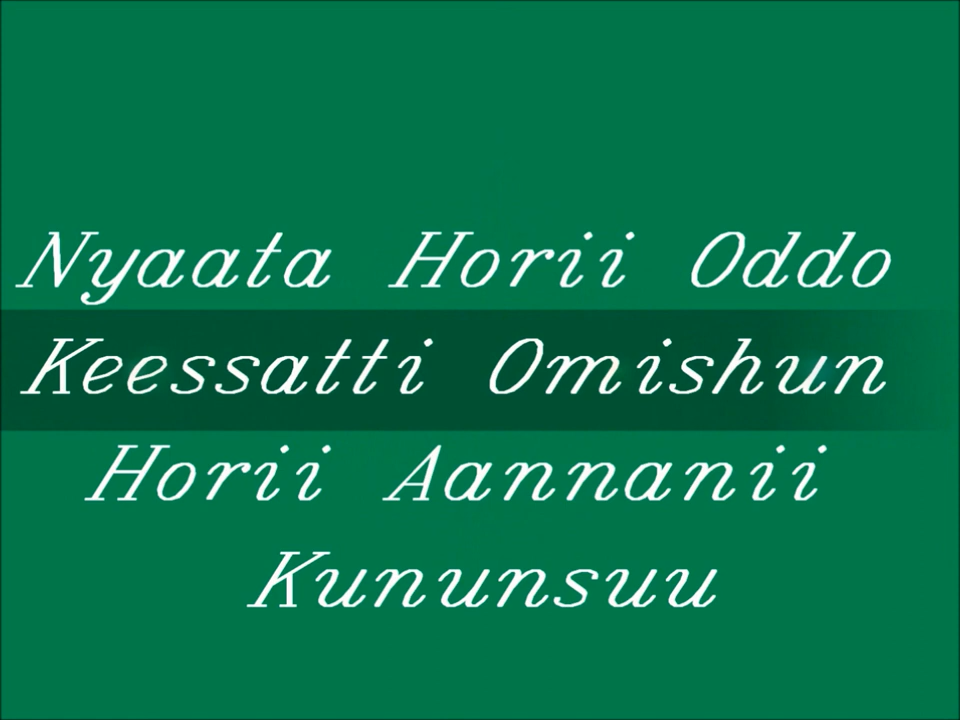 Nyaata Horii Oddo
Keessatti Omishun
Horii Aannanii
Kununsuu